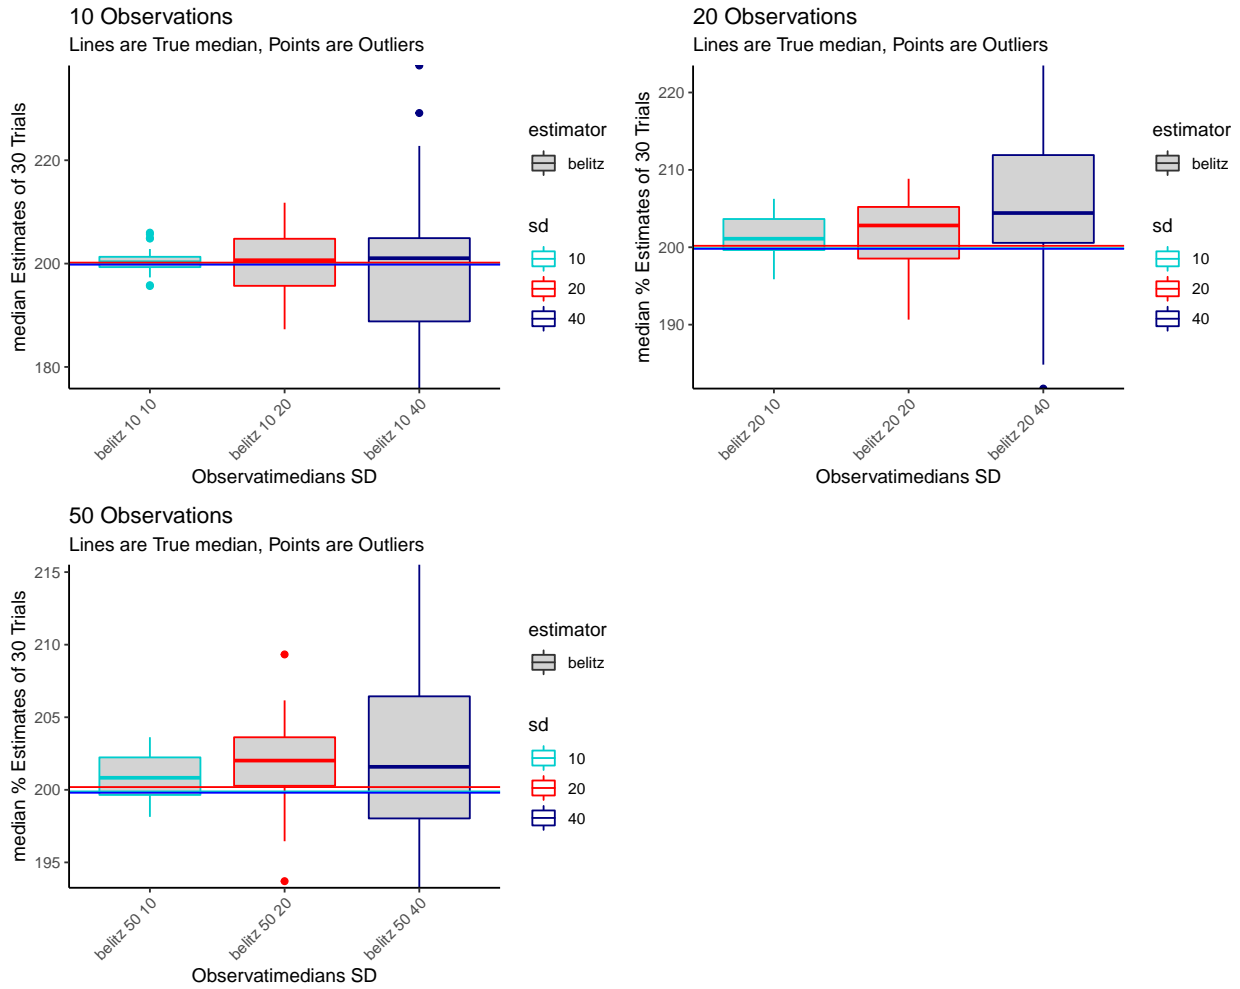 10 Observations
Lines are True median, Points are Outliers
median Estimates of 30 Trials
220
200
180
belitz 10 10
belitz 10 20
belitz 10 40
Observatimedians SD
estimator
belitz
sd
10
20
40
20 Observations
Lines are True median, Points are Outliers
median % Estimates of 30 Trials
220
210
200
190
belitz 20 10
belitz 20 20
belitz 20 40
Observatimedians SD
estimator
belitz
sd
10
20
40
50 Observations
Lines are True median, Points are Outliers
median % Estimates of 30 Trials
215
210
205
200
195
belitz 50 10
belitz 50 20
belitz 50 40
Observatimedians SD
estimator
belitz
sd
10
20
40